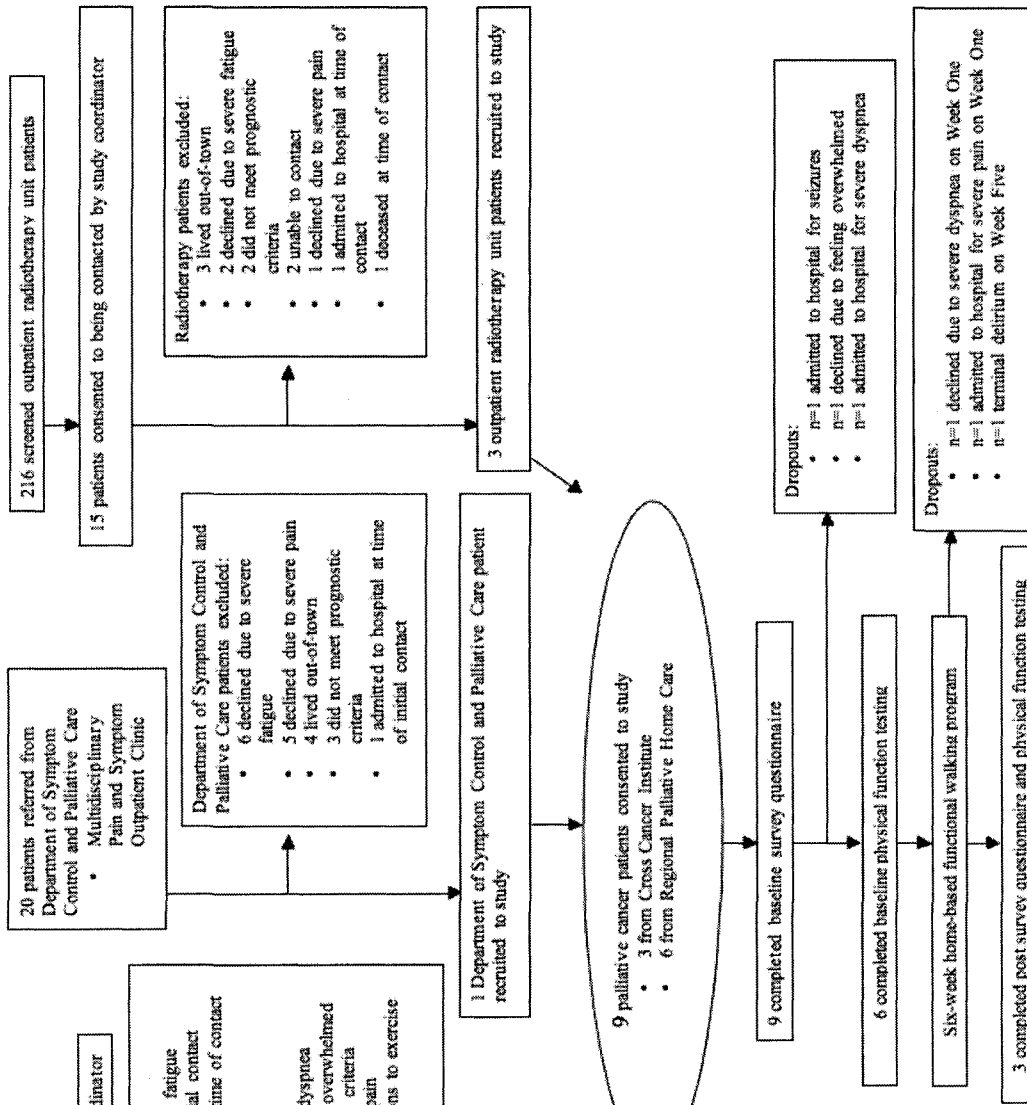 216 screened outpatient radiotherapy unit patients
15 patients consented to being contacted by study coordinator
Radiotherapy patients excluded:
• 3 lived out-of-town
• 2 declined due to severe fatigue
• 2 did not meet prognostic
criteria
• 2 unable to contact
• 1 declined due to severe pain
• 1 admitted to hospital at time of
contact
• 1 deceased at time of contact
3 outpatient radiotherapy unit patients recruited to study
20 patients referred from
Department of Symptom
Control and Palliative Care
• Multidisciplinary
Pain and Symptom
Outpatient Clinic
Department of Symptom Control and
Palliative Care patients excluded:
• 6 declined due to severe
fatigue
• 5 declined due to severe pain
• 4 lived out-of-town
• 3 did not meet prognostic
criteria
• 1 admitted to hospital at time
of initial contact
1 Department of Symptom Control and Palliative Care patient
recruited to study
dinator
fatigue
ial contact
time of contact
dyspnea
overwhelmed
criteria
pain
ns to exercise
9 palliative cancer patients consented to study
• 3 from Cross Cancer Institute
• 6 from Regional Palliative Home Care
9 completed baseline survey questionnaire
Dropouts:
• n=1 admitted to hospital for seizures
• n=1 declined due to feeling overwhelmed
• n=1 admitted to hospital for severe dyspnea
6 completed baseline physical function testing
Six-week home-based functional walking program
Dropouts:
• n=1 declined due to severe dyspnea on Week One
• n=1 admitted to hospital for severe pain on Week One
• n=1 terminal delirium on Week Five
3 completed post survey questionnaire and physical function testing